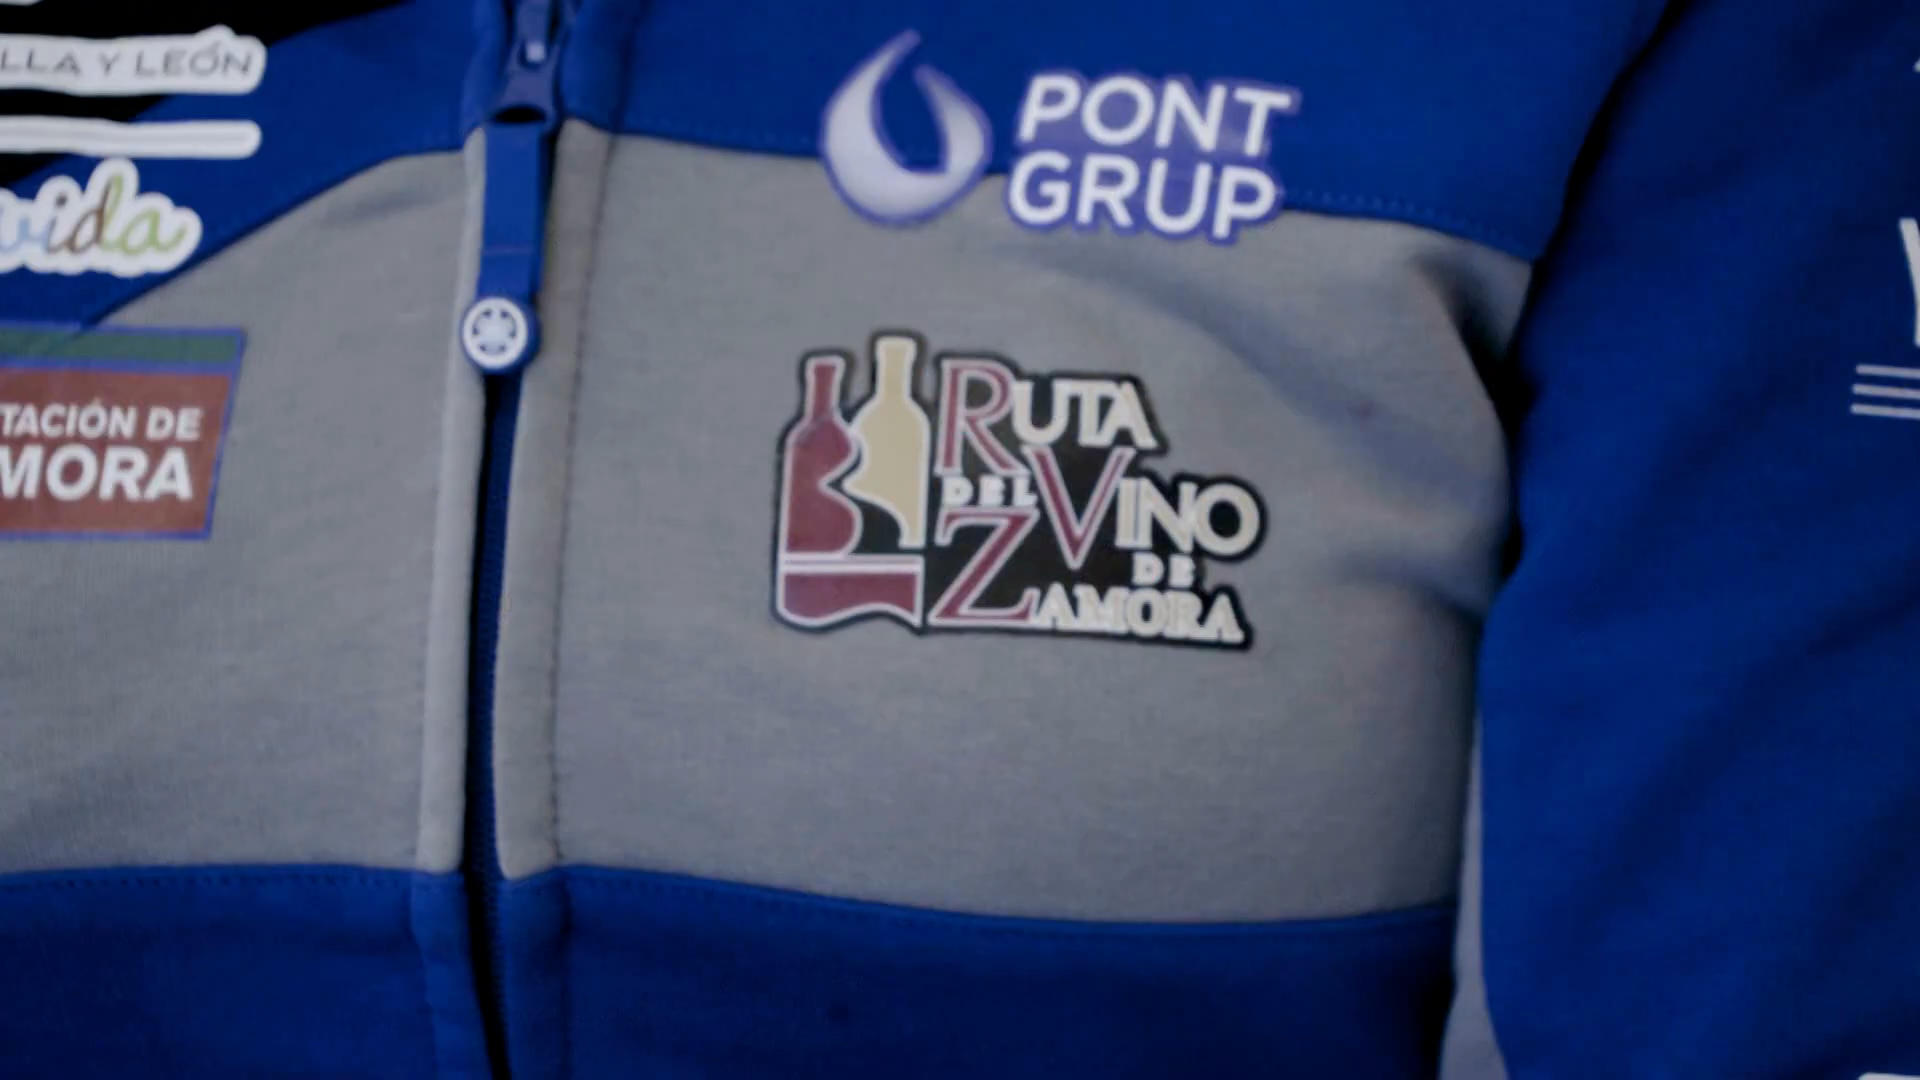 LLA Y LEÓN
vida
TACIÓN DE
MORA
PONT
GRUP
RUTA
DEL VINO
DE
ZAMORA